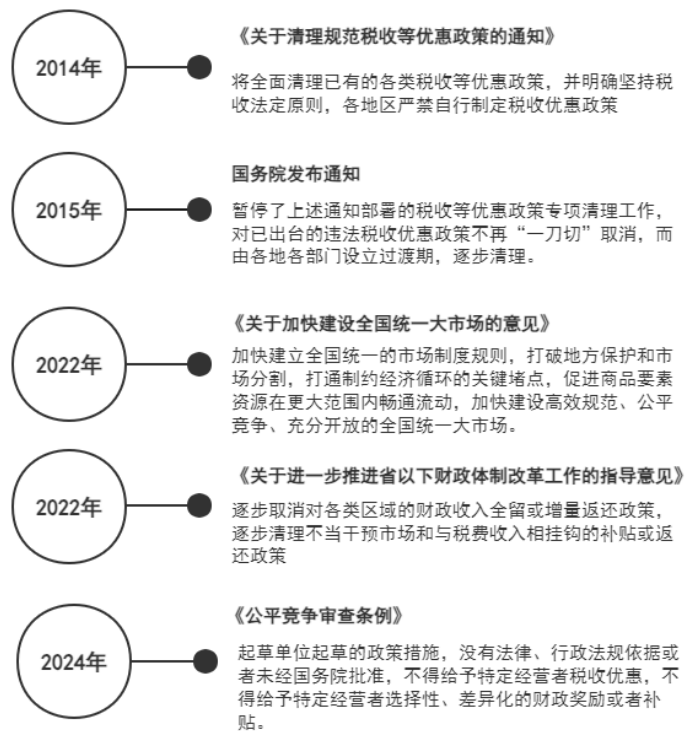 2014年
《关于清理规范税收等优惠政策的通知》
将全面清理已有的各类税收等优惠政策，并明确坚持税
收法定原则，各地区严禁自行制定税收优惠政策
2015年
国务院发布通知
暂停了上述通知部署的税收等优惠政策专项清理工作，
对已出台的违法税收优惠政策不再“一刀切”取消，而
由各地各部门设立过渡期，逐步清理。
2022年
《关于加快建设全国统一大市场的意见》
加快建立全国统一的市场制度规则，打破地方保护和市
场分割，打通制约经济循环的关键堵点，促进商品要素
资源在更大范围内畅通流动，加快建设高效规范、公平
竞争、充分开放的全国统一大市场。
2022年
《关于进一步推进省以下财政体制改革工作的指导意见》
逐步取消对各类区域的财政收入全留或增量返还政策，
逐步清理不当干预市场和与税费收入相挂钩的补贴或返
还政策
2024年
《公平竞争审查条例》
起草单位起草的政策措施，没有法律、行政法规依据或
者未经国务院批准，不得给予特定经营者税收优惠，不
得给予特定经营者选择性、差异化的财政奖励或者补
贴。